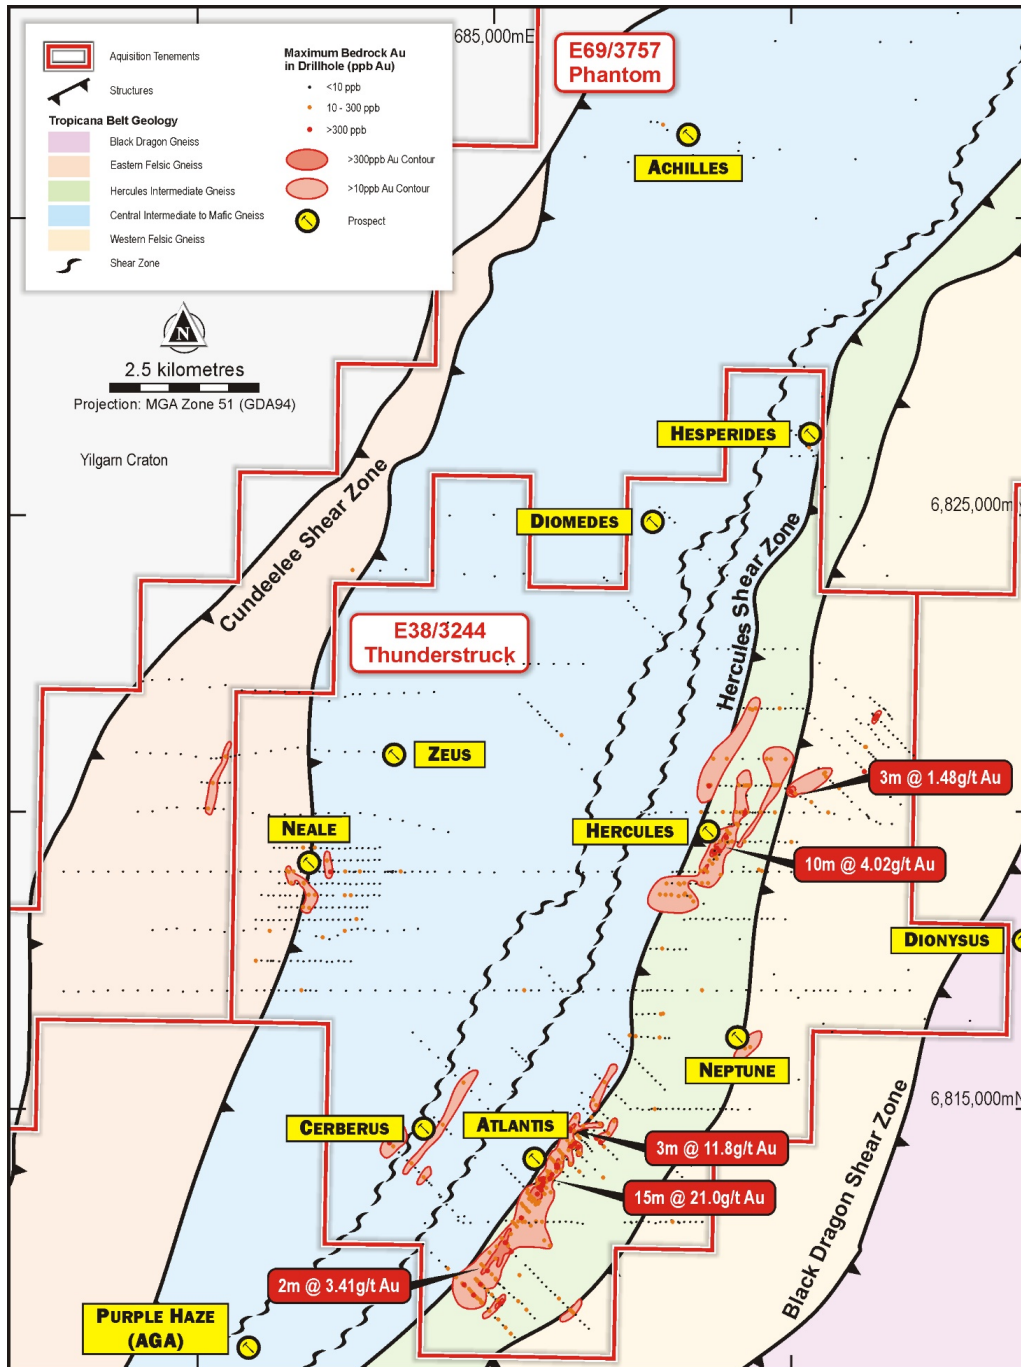 685,000mE
Aquisition Tenements
Structures
Tropicana Belt Geology
Black Dragon Gneiss
Eastern Felsic Gneiss
Hercules Intermediate Gneiss
Central Intermediate to Mafic Gneiss
Western Felsic Gneiss
Shear Zone
Maximum Bedrock Au
in Drillhole (ppb Au)
<10 ppb
10 - 300 ppb
>300 ppb
>300ppb Au Contour
>10ppb Au Contour
Prospect
E69/3757
Phantom
ACHILLES
N
2.5 kilometres
Projection: MGA Zone 51 (GDA94)
Yilgarn Craton
HESPERIDES
Cundeelee Shear Zone
DIOMEDES
6,825,000m
Hercules Shear Zone
E38/3244
Thunderstruck
ZEUS
3m @ 1.48g/t Au
NEALE
HERCULES
10m @ 4.02g/t Au
DIONYSUS
NEPTUNE
6,815,000mN
CERBERUS
ATLANTIS
3m @ 11.8g/t Au
15m @ 21.0g/t Au
Black Dragon Shear Zone
2m @ 3.41g/t Au
PURPLE HAZE
(AGA)